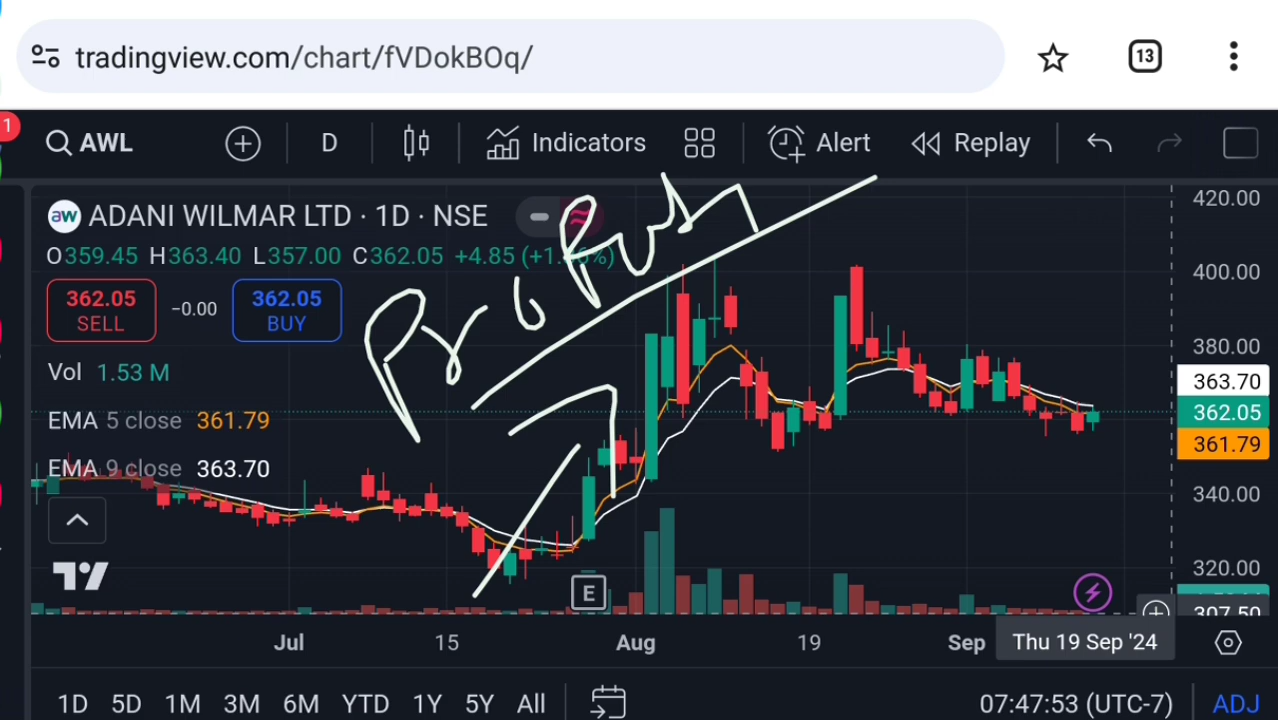 tradingview.com/chart/fVDokBOq/
13
1
AWL
D
Indicators
Alert
Replay
ADANI WILMAR LTD · 1D · NSE
O359.45 H363.40 L357.00 C362.05 +4.85
362.05
SELL
−0.00
362.05
BUY
Vol 1.53 M
EMA 5 close 361.79
EMA 9 close 363.70
E
420.00
400.00
380.00
363.70
362.05
361.79
340.00
320.00
307.50
Jul 15 Aug 19 Sep Thu 19 Sep '24
1D 5D 1M 3M 6M YTD 1Y 5Y All
07:47:53 (UTC-7) ADJ